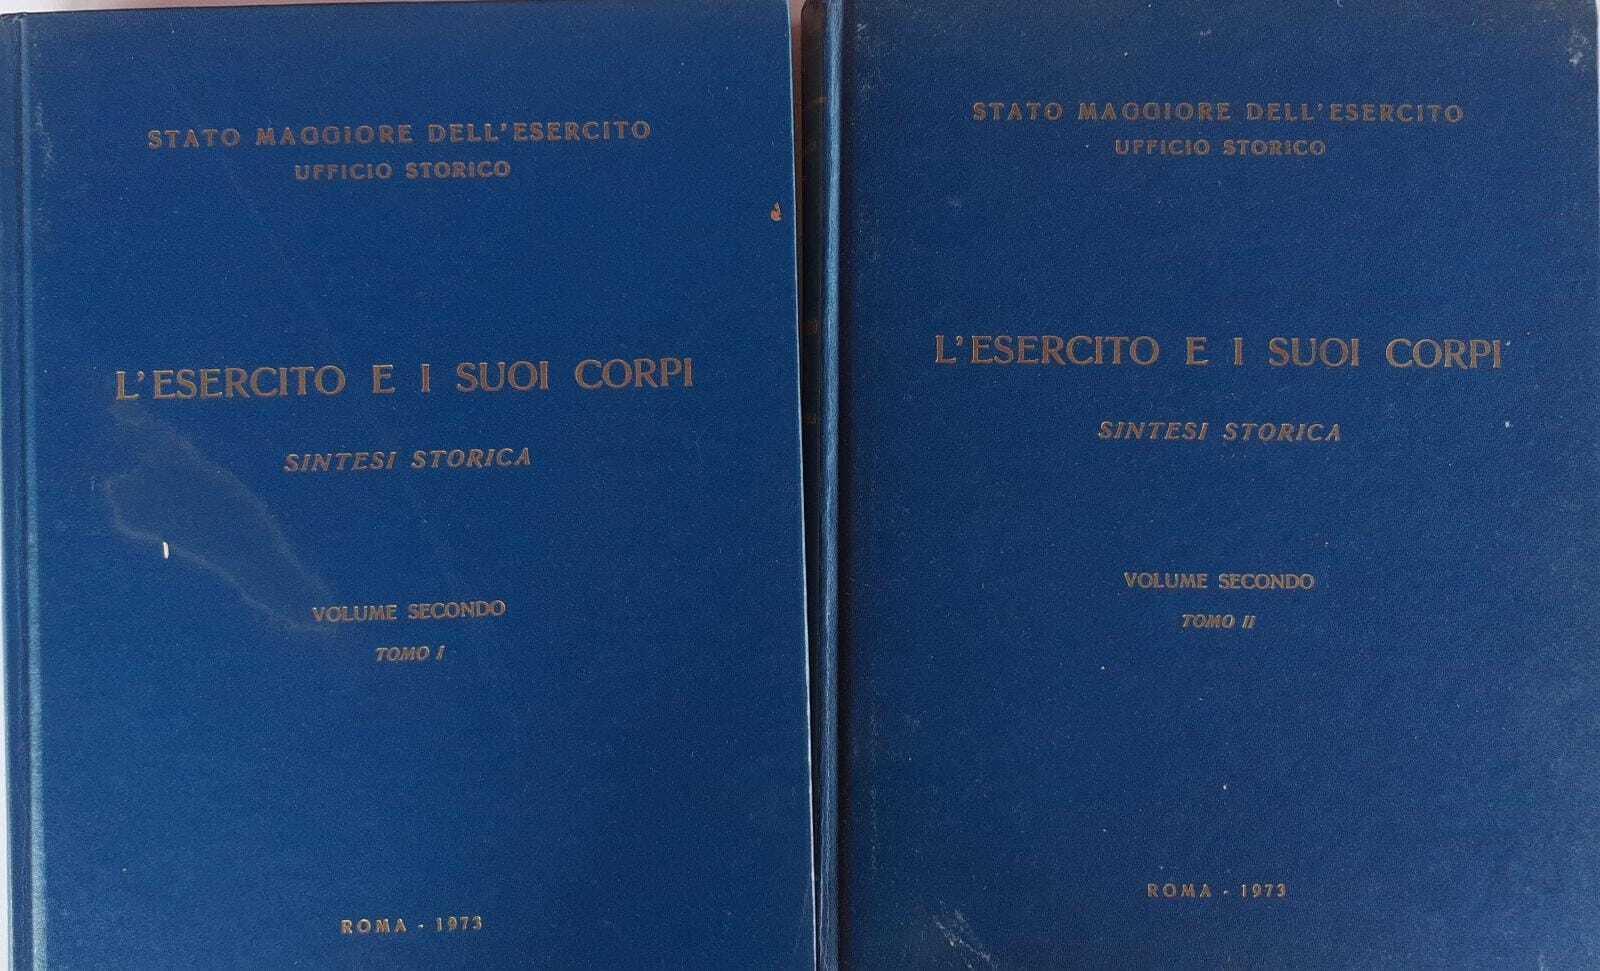 STATO MAGGIORE DELL'ESERCITO
UFFICIO STORICO
L'ESERCITO E I SUOI CORPI
SINTESI STORICA
VOLUME SECONDO
TOMO I
ROMA - 1973
STATO MAGGIORE DELL'ESERCITO
UFFICIO STORICO
L'ESERCITO E I SUOI CORPI
SINTESI STORICA
VOLUME SECONDO
TOMO II
ROMA - 1973